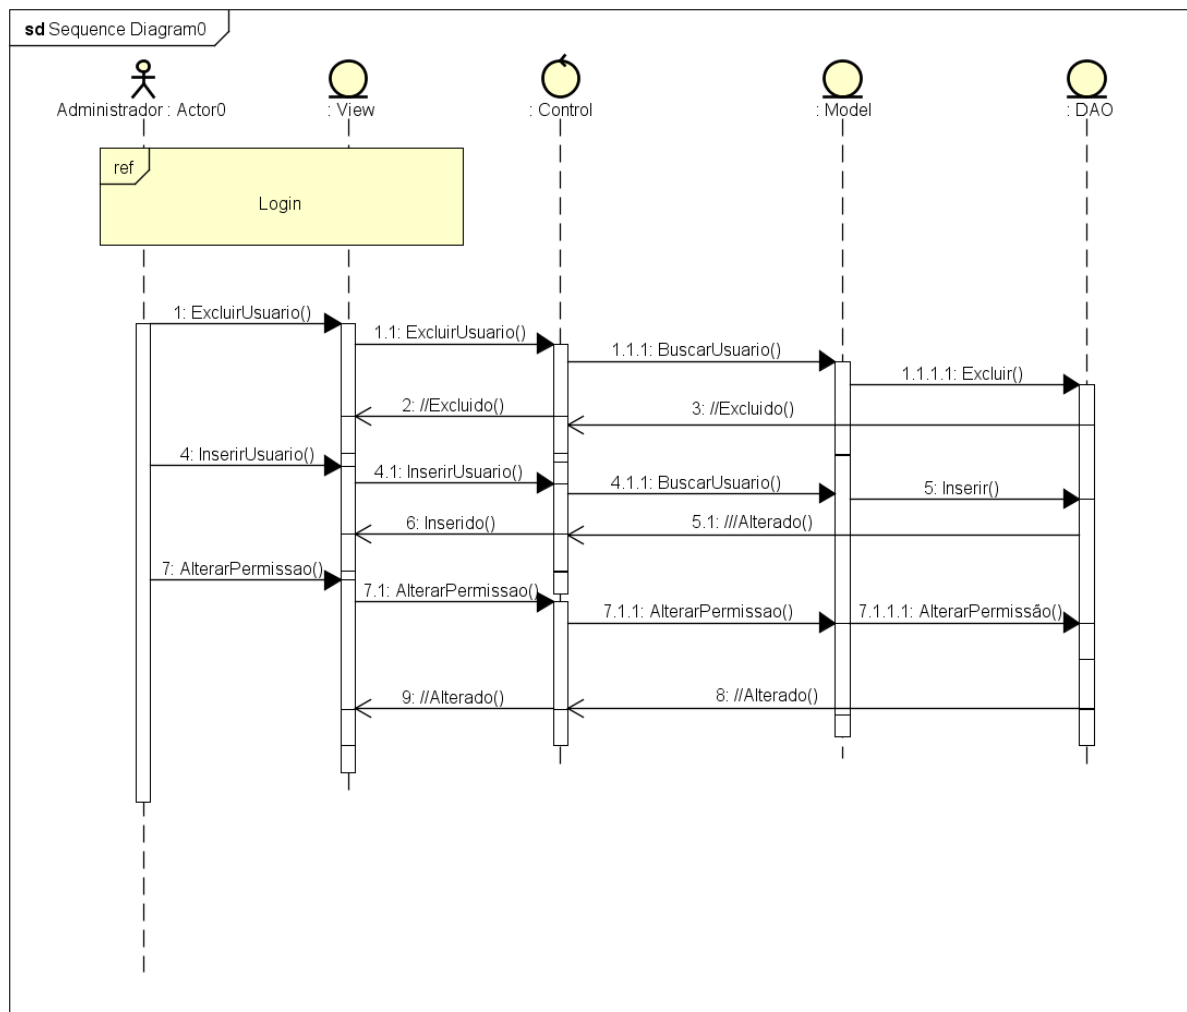 sd Sequence Diagram0
Administrador : Actor0
: View
: Control
: Model
: DAO
ref
Login
1: ExcluirUsuario()
1.1: ExcluirUsuario()
1.1.1: BuscarUsuario()
1.1.1.1: Excluir()
2: //Excluido()
3: //Excluido()
4: InserirUsuario()
4.1: InserirUsuario()
4.1.1: BuscarUsuario()
5: Inserir()
6: Inserido()
5.1: ///Alterado()
7: AlterarPermissao()
7.1: AlterarPermissao()
7.1.1: AlterarPermissao()
7.1.1.1: AlterarPermissão()
9: //Alterado()
8: //Alterado()